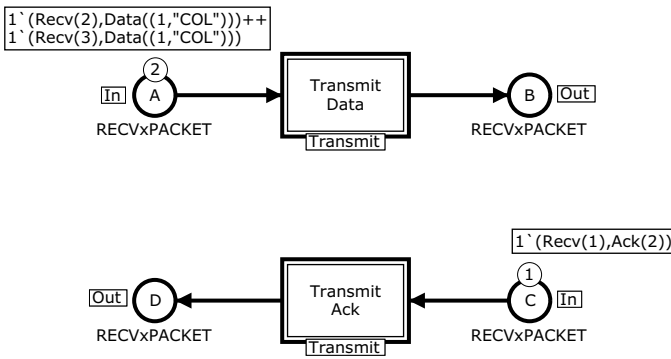 1`(Recv(2),Data((1,"COL")))++
1`(Recv(3),Data((1,"COL")))
2
In
A
Transmit
Data
B
Out
RECVxPACKET
Transmit
RECVxPACKET
1`(Recv(1),Ack(2))
1
Out
D
Transmit
Ack
C
In
RECVxPACKET
Transmit
RECVxPACKET